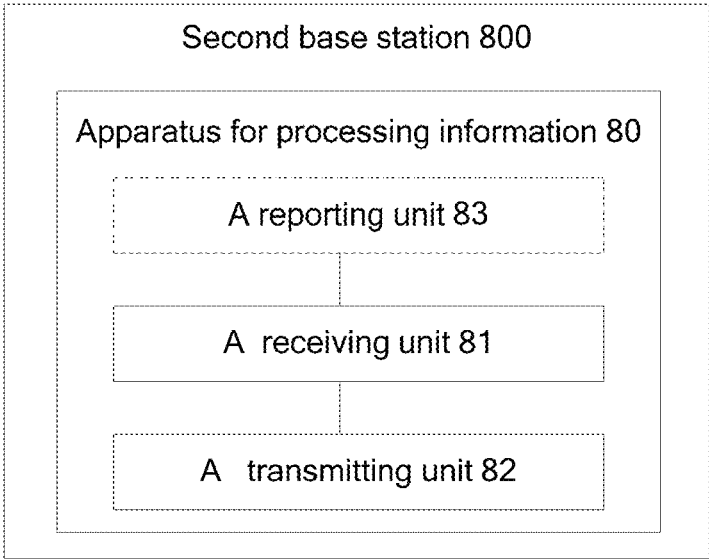 Second base station 800
Apparatus for processing information 80
A reporting unit 83
A receiving unit 81
A transmitting unit 82